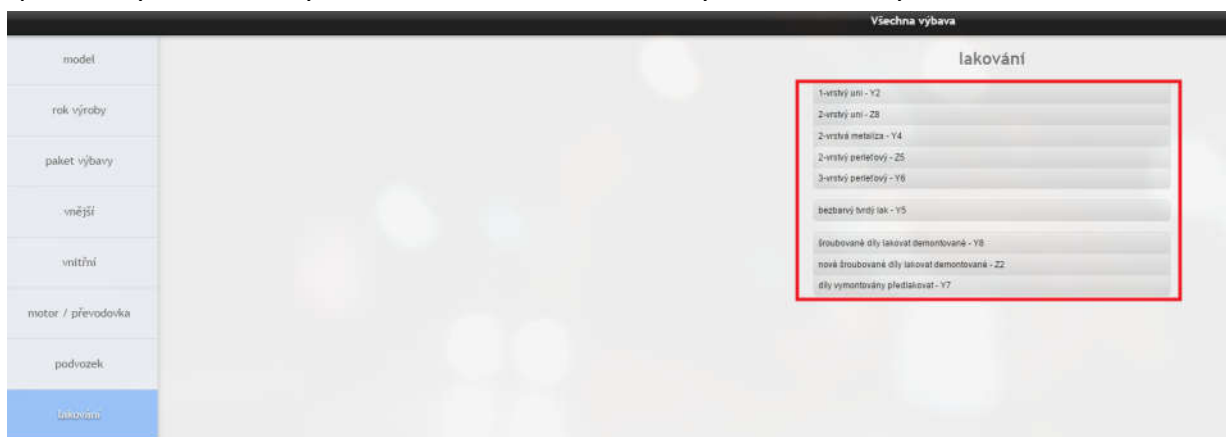 Všechna výbava
model
rok výroby
paket výbavy
vnější
vnitřní
motor / převodovka
podvozek
lakování
lakování
1-vrstvý uni - Y2
2-vrstvý uni - Z8
2-vrstvá metalíza - Y4
2-vrstvý perleťový - Z5
3-vrstvý perleťový - Y6
bezbarvý tvrdý lak - Y5
šroubované díly lakovat demontované - Y8
nové šroubované díly lakovat demontované - Z2
díly vymontovány předlakovat - Y7